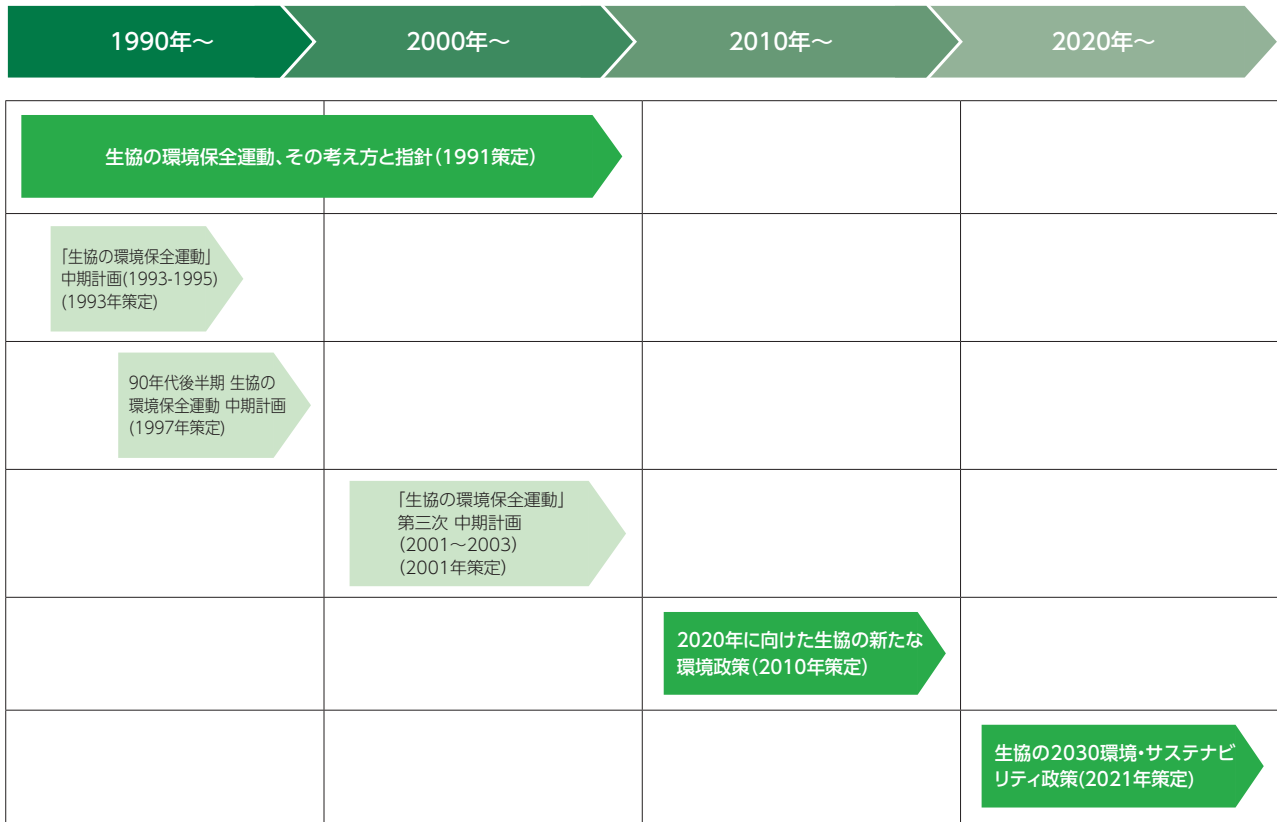 1990年～
2000年～
2010年～
2020年～
生協の環境保全運動、その考え方と指針（1991策定）
「生協の環境保全運動」
中期計画(1993-1995)
(1993年策定)
90年代後半期 生協の
環境保全運動 中期計画
(1997年策定)
「生協の環境保全運動」
第三次 中期計画
（2001～2003）
（2001年策定）
2020年に向けた生協の新たな
環境政策（2010年策定）
生協の2030環境・サステナビ
リティ政策(2021年策定)